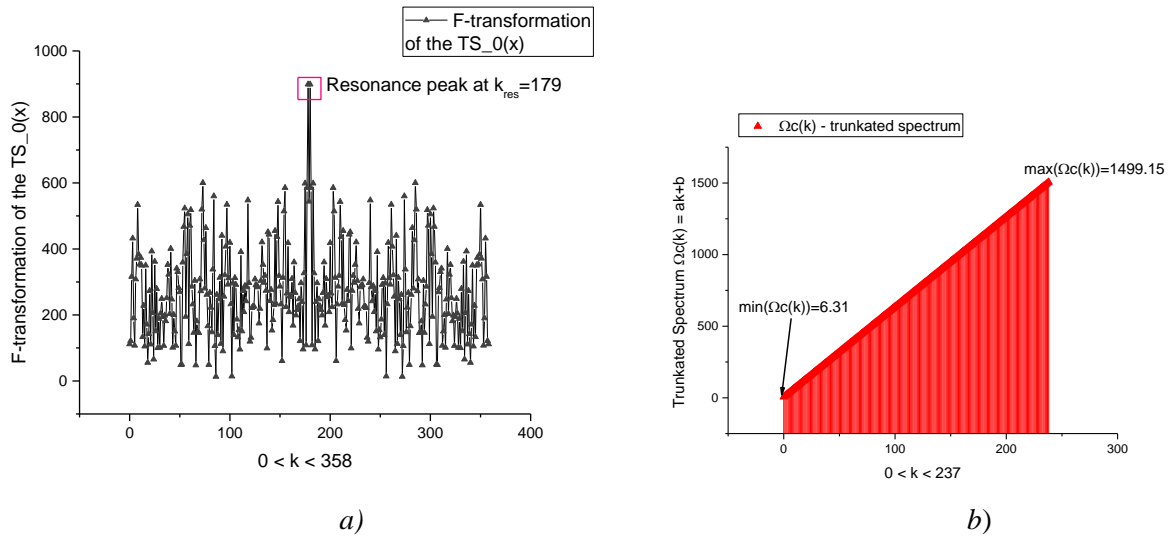 F-transformation
of the TS_0(x)
1000
800
600
400
200
0
F-transformation of the TS_0(x)
Resonance peak at kres=179
0
100
200
300
400
0 < k < 358
a)
Ωc(k) - trunkated spectrum
max(Ωc(k))=1499.15
1500
1000
500
0
Trunkated Spectrum Ωc(k) = ak+b
min(Ωc(k))=6.31
0
100
200
300
0 < k < 237
b)